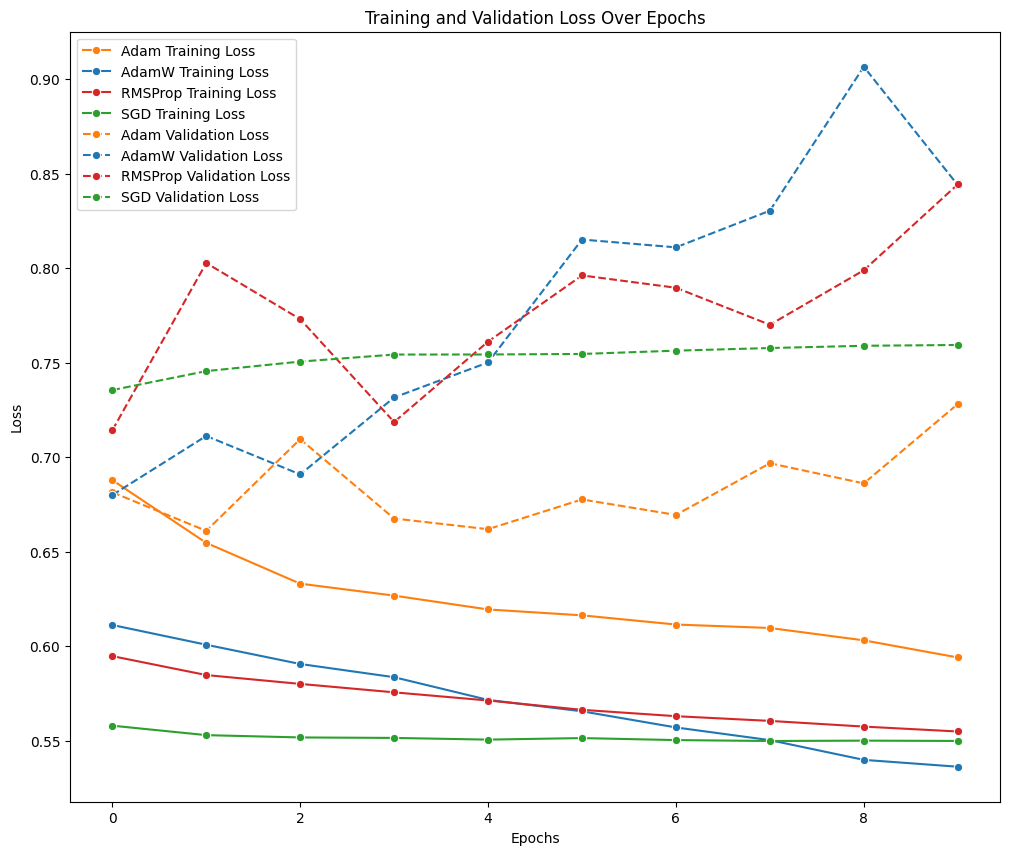 Training and Validation Loss Over Epochs
Adam Training Loss
AdamW Training Loss
RMSProp Training Loss
SGD Training Loss
Adam Validation Loss
AdamW Validation Loss
RMSProp Validation Loss
SGD Validation Loss
0.90
0.85
0.80
0.75
0.70
0.65
0.60
0.55
Loss
0 2 4 6 8
Epochs